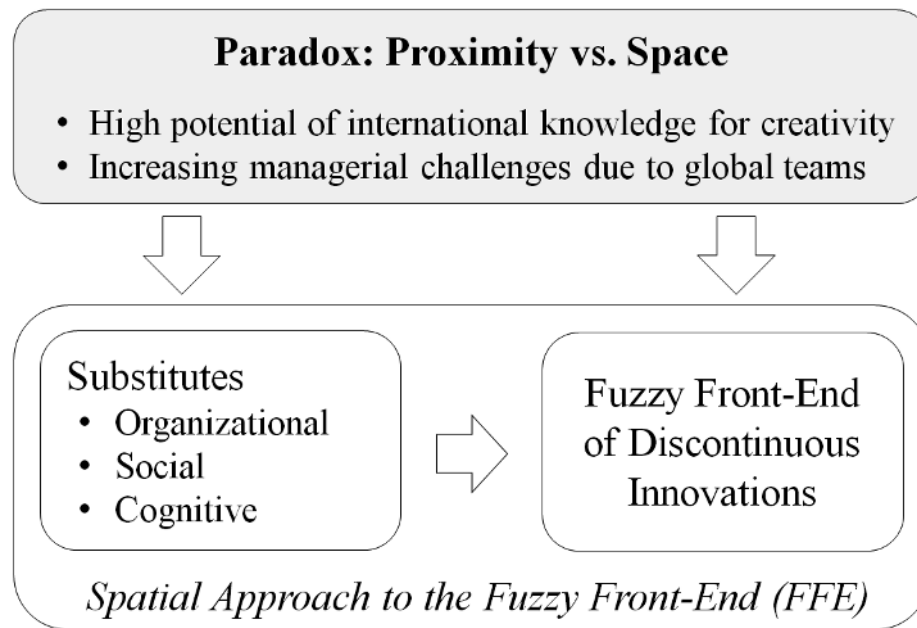 Paradox: Proximity vs. Space
• High potential of international knowledge for creativity
• Increasing managerial challenges due to global teams
Substitutes
• Organizational
• Social
• Cognitive
Fuzzy Front-End
of Discontinuous
Innovations
Spatial Approach to the Fuzzy Front-End (FFE)